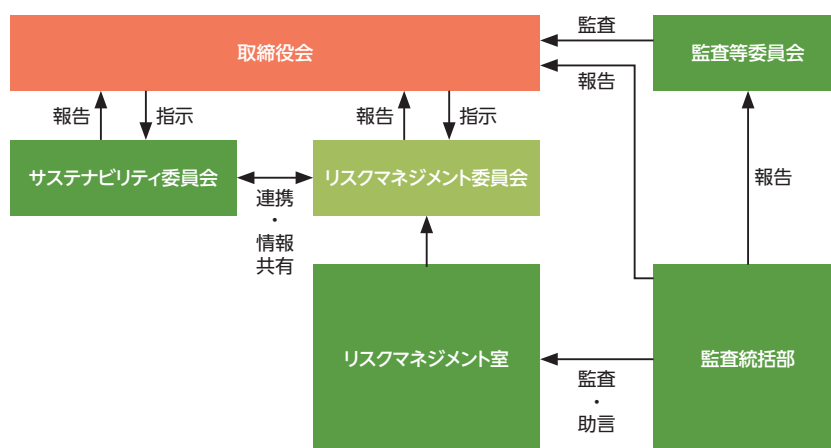 取締役会
監査
監査等委員会
報告
報告
指示
報告
指示
サステナビリティ委員会
リスクマネジメント委員会
連携
・
情報
共有
報告
リスクマネジメント室
監査統括部
監査
・
助言